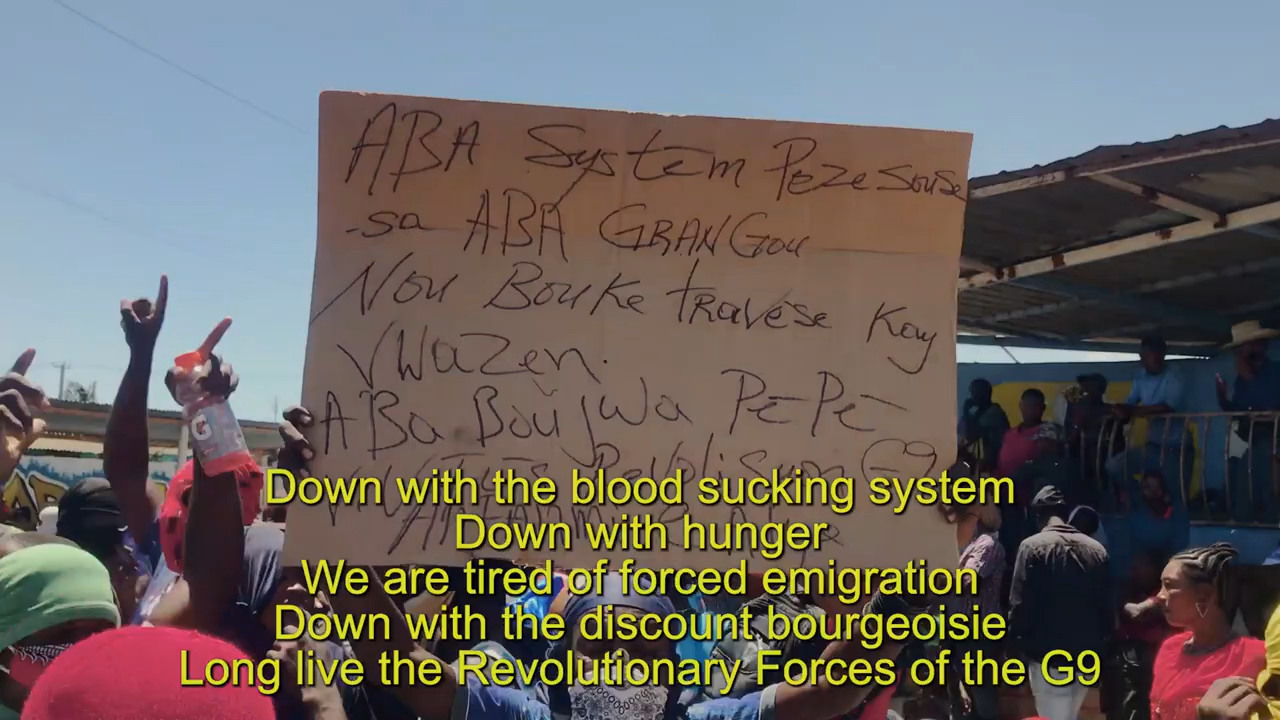 ABA System Peze souse
sa ABA GRANGou
Nou Bouke travèse Kay
VWazen.
ABa Boujwa PePe
Down with the blood sucking system
Down with hunger
We are tired of forced emigration
Down with the discount bourgeoisie
Long live the Revolutionary Forces of the G9
G